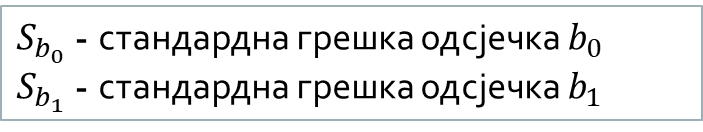 $S_{b_0}$ - стандардна грешка одсјечка $b_0$
$S_{b_1}$ - стандардна грешка одсјечка $b_1$